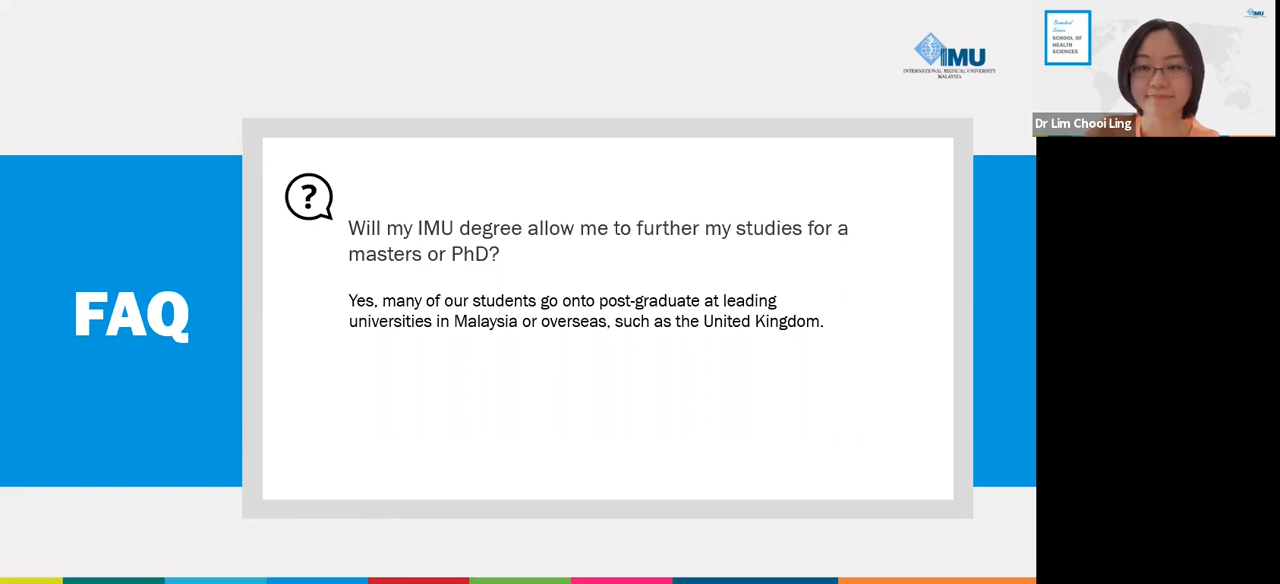 IMU
INTERNATIONAL MEDICAL UNIVERSITY
MALAYSIA
?
Will my IMU degree allow me to further my studies for a
masters or PhD?
Yes, many of our students go onto post-graduate at leading
universities in Malaysia or overseas, such as the United Kingdom.
FAQ
SCHOOL OF
HEALTH
SCIENCES
IMU
Dr Lim Chooi Ling